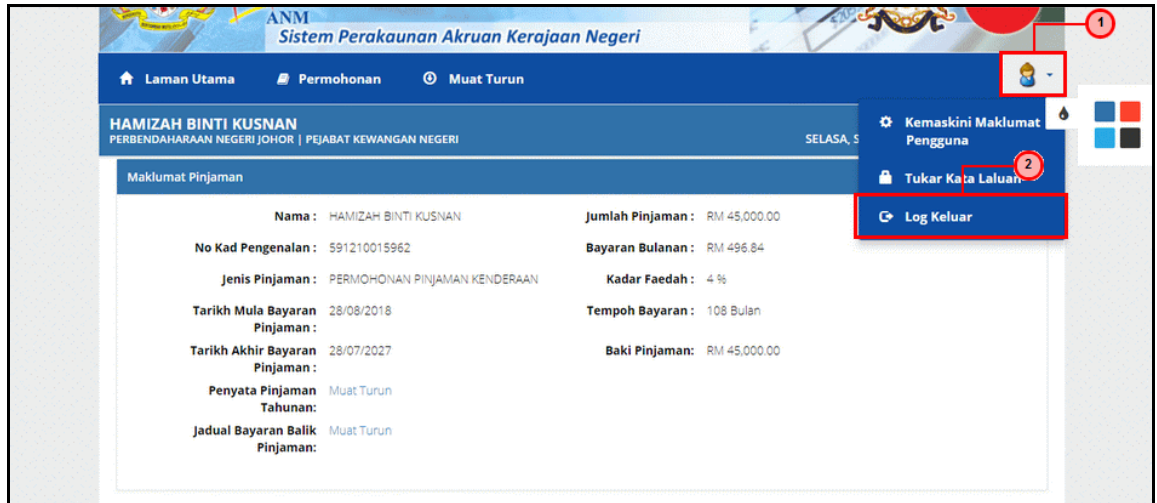 ANM
Sistem Perakaunan Akruan Kerajaan Negeri
1
Laman Utama Permohonan Muat Turun
HAMIZAH BINTI KUSNAN
PERBENDAHARAAN NEGERI JOHOR | PEJABAT KEWANGAN NEGERI
SELASA, S
Kemaskini Maklumat
Pengguna
2
Tukar Kata Laluan
Log Keluar
Maklumat Pinjaman
Nama : HAMIZAH BINTI KUSNAN Jumlah Pinjaman : RM 45,000.00
No Kad Pengenalan : 591210015962 Bayaran Bulanan : RM 496.84
Jenis Pinjaman : PERMOHONAN PINJAMAN KENDERAAN Kadar Faedah : 4 %
Tarikh Mula Bayaran 28/08/2018 Tempoh Bayaran : 108 Bulan
Pinjaman :
Tarikh Akhir Bayaran 28/07/2027 Baki Pinjaman: RM 45,000.00
Pinjaman :
Penyata Pinjaman Muat Turun
Tahunan:
Jadual Bayaran Balik Muat Turun
Pinjaman: